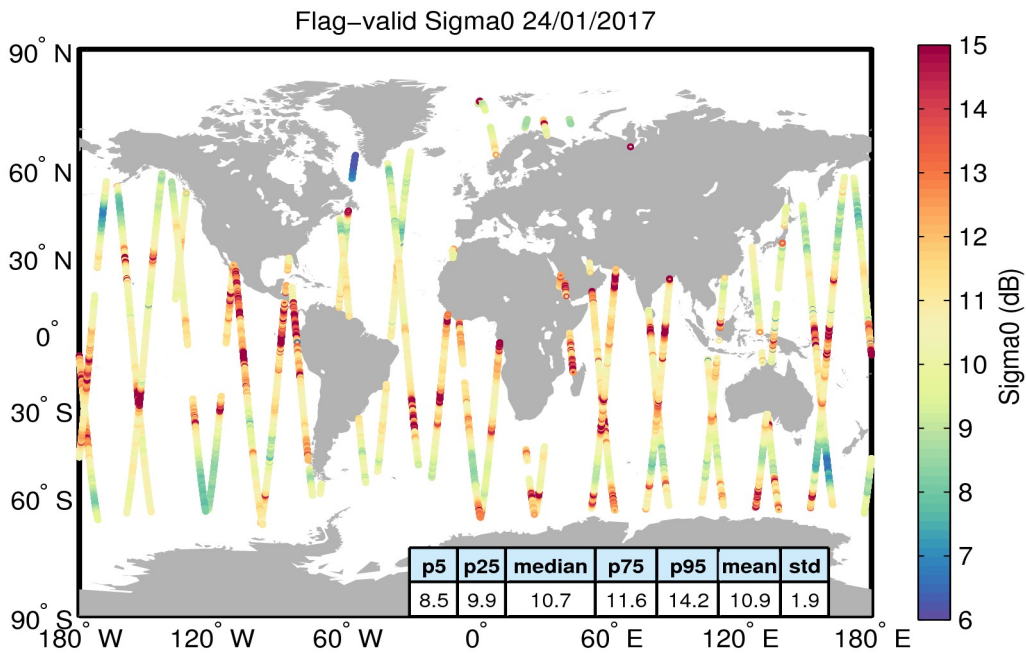 Flag−valid Sigma0 24/01/2017
90° N
60° N
30° N
0°
30° S
60° S
90° S
180° W
120° W
60° W
0°
60° E
120° E
180° E
15
14
13
12
11
10
9
8
7
6
Sigma0 (dB)
p5 p25 median p75 p95 mean std
8.5 9.9 10.7 11.6 14.2 10.9 1.9